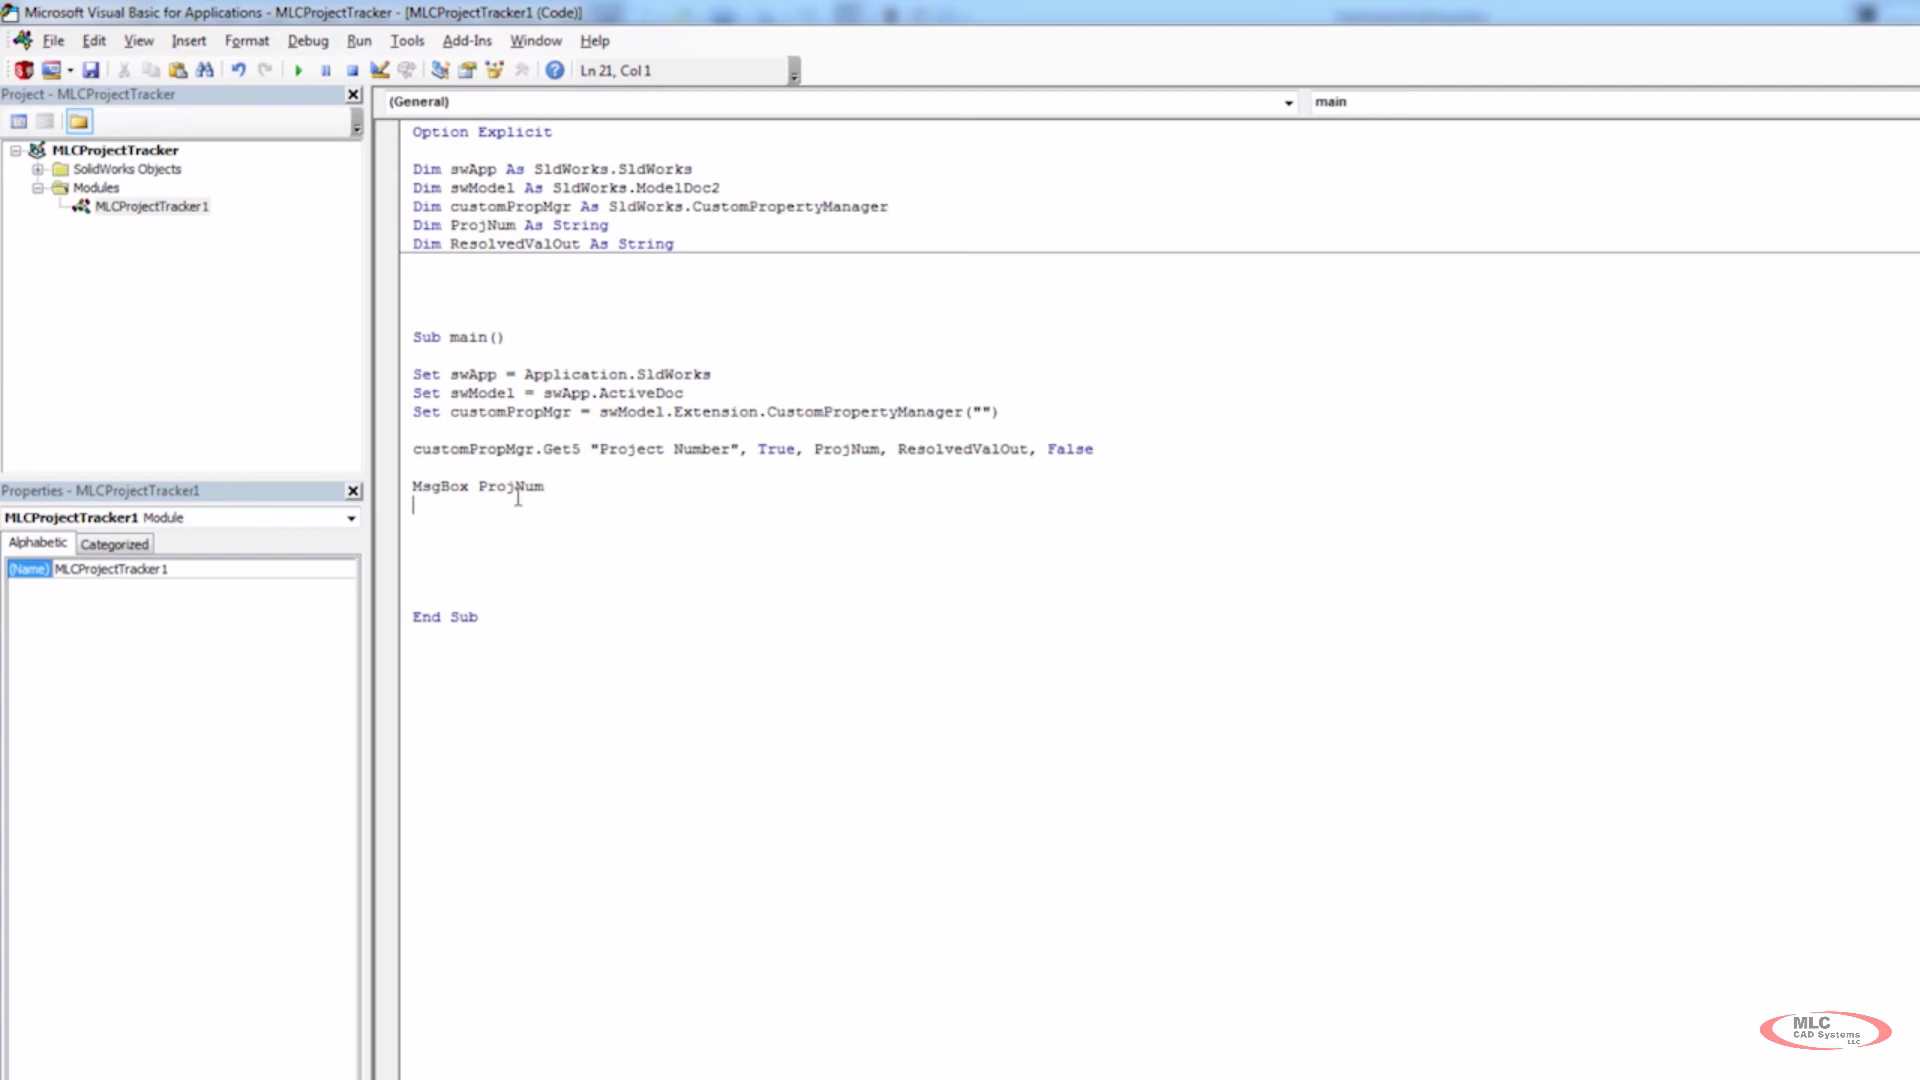 Microsoft Visual Basic for Applications - MLCProjectTracker - [MLCProjectTracker1 (Code)]
File Edit View Insert Format Debug Run Tools Add-Ins Window Help
Ln 21, Col 1
Project - MLCProjectTracker
MLCProjectTracker
SolidWorks Objects
Modules
MLCProjectTracker1
Properties - MLCProjectTracker1
MLCProjectTracker1 Module
Alphabetic Categorized
(Name) MLCProjectTracker1
(General) main
Option Explicit
Dim swApp As SldWorks.SldWorks
Dim swModel As SldWorks.ModelDoc2
Dim customPropMgr As SldWorks.CustomPropertyManager
Dim ProjNum As String
Dim ResolvedValOut As String
Sub main()
Set swApp = Application.SldWorks
Set swModel = swApp.ActiveDoc
Set customPropMgr = swModel.Extension.CustomPropertyManager("")
customPropMgr.Get5 "Project Number", True, ProjNum, ResolvedValOut, False
MsgBox ProjNum
End Sub
MLC
CAD Systems
LLC